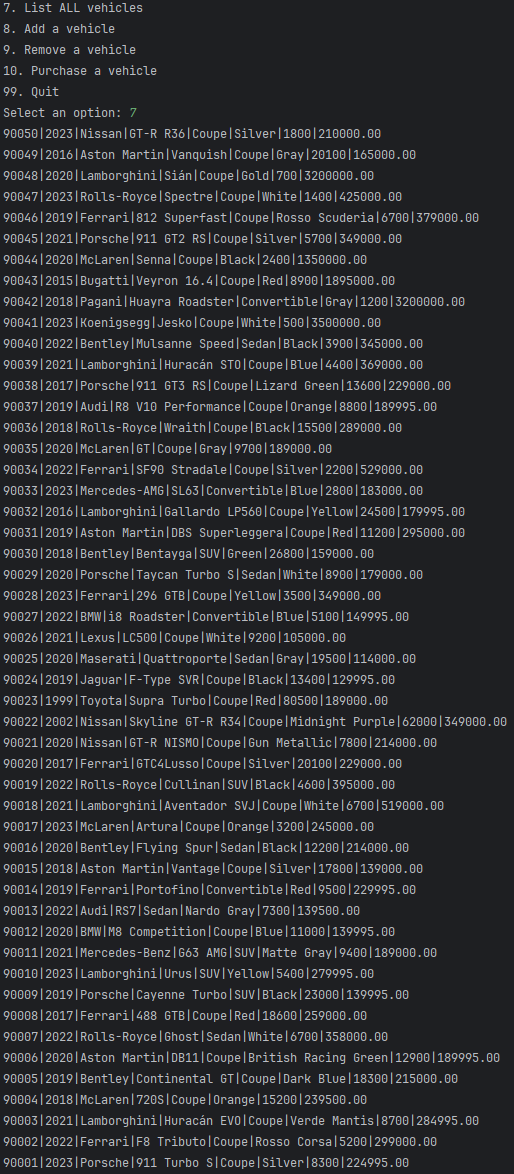 7. List ALL vehicles
8. Add a vehicle
9. Remove a vehicle
10. Purchase a vehicle
99. Quit
Select an option: 7
90050|2023|Nissan|GT-R R36|Coupe|Silver|1800|210000.00
90049|2016|Aston Martin|Vanquish|Coupe|Gray|20100|165000.00
90048|2020|Lamborghini|Sián|Coupe|Gold|700|3200000.00
90047|2023|Rolls-Royce|Spectre|Coupe|White|1400|425000.00
90046|2019|Ferrari|812 Superfast|Coupe|Rosso Scuderia|6700|379000.00
90045|2021|Porsche|911 GT2 RS|Coupe|Silver|5700|349000.00
90044|2020|McLaren|Senna|Coupe|Black|2400|1350000.00
90043|2015|Bugatti|Veyron 16.4|Coupe|Red|8900|1895000.00
90042|2018|Pagani|Huayra Roadster|Convertible|Gray|1200|3200000.00
90041|2023|Koenigsegg|Jesko|Coupe|White|500|3500000.00
90040|2022|Bentley|Mulsanne Speed|Sedan|Black|3900|345000.00
90039|2021|Lamborghini|Huracán STO|Coupe|Blue|4400|369000.00
90038|2017|Porsche|911 GT3 RS|Coupe|Lizard Green|13600|229000.00
90037|2019|Audi|R8 V10 Performance|Coupe|Orange|8800|189995.00
90036|2018|Rolls-Royce|Wraith|Coupe|Black|15500|289000.00
90035|2020|McLaren|GT|Coupe|Gray|9700|189000.00
90034|2022|Ferrari|SF90 Stradale|Coupe|Silver|2200|529000.00
90033|2023|Mercedes-AMG|SL63|Convertible|Blue|2800|183000.00
90032|2016|Lamborghini|Gallardo LP560|Coupe|Yellow|24500|179995.00
90031|2019|Aston Martin|DBS Superleggera|Coupe|Red|11200|295000.00
90030|2018|Bentley|Bentayga|SUV|Green|26800|159000.00
90029|2020|Porsche|Taycan Turbo S|Sedan|White|8900|179000.00
90028|2023|Ferrari|296 GTB|Coupe|Yellow|3500|349000.00
90027|2022|BMW|i8 Roadster|Convertible|Blue|5100|149995.00
90026|2021|Lexus|LC500|Coupe|White|9200|105000.00
90025|2020|Maserati|Quattroporte|Sedan|Gray|19500|114000.00
90024|2019|Jaguar|F-Type SVR|Coupe|Black|13400|129995.00
90023|1999|Toyota|Supra Turbo|Coupe|Red|80500|189000.00
90022|2002|Nissan|Skyline GT-R R34|Coupe|Midnight Purple|62000|349000.00
90021|2020|Nissan|GT-R NISMO|Coupe|Gun Metallic|7800|214000.00
90020|2017|Ferrari|GTC4Lusso|Coupe|Silver|20100|229000.00
90019|2022|Rolls-Royce|Cullinan|SUV|Black|4600|395000.00
90018|2021|Lamborghini|Aventador SVJ|Coupe|White|6700|519000.00
90017|2023|McLaren|Artura|Coupe|Orange|3200|245000.00
90016|2020|Bentley|Flying Spur|Sedan|Black|12200|214000.00
90015|2018|Aston Martin|Vantage|Coupe|Silver|17800|139000.00
90014|2019|Ferrari|Portofino|Convertible|Red|9500|229995.00
90013|2022|Audi|RS7|Sedan|Nardo Gray|7300|139500.00
90012|2020|BMW|M8 Competition|Coupe|Blue|11000|139995.00
90011|2021|Mercedes-Benz|G63 AMG|SUV|Matte Gray|9400|189000.00
90010|2023|Lamborghini|Urus|SUV|Yellow|5400|279995.00
90009|2019|Porsche|Cayenne Turbo|SUV|Black|23000|139995.00
90008|2017|Ferrari|488 GTB|Coupe|Red|18600|259000.00
90007|2022|Rolls-Royce|Ghost|Sedan|White|6700|358000.00
90006|2020|Aston Martin|DB11|Coupe|British Racing Green|12900|189995.00
90005|2019|Bentley|Continental GT|Coupe|Dark Blue|18300|215000.00
90004|2018|McLaren|720S|Coupe|Orange|15200|239500.00
90003|2021|Lamborghini|Huracán EVO|Coupe|Verde Mantis|8700|284995.00
90002|2022|Ferrari|F8 Tributo|Coupe|Rosso Corsa|5200|299000.00
90001|2023|Porsche|911 Turbo S|Coupe|Silver|8300|224995.00